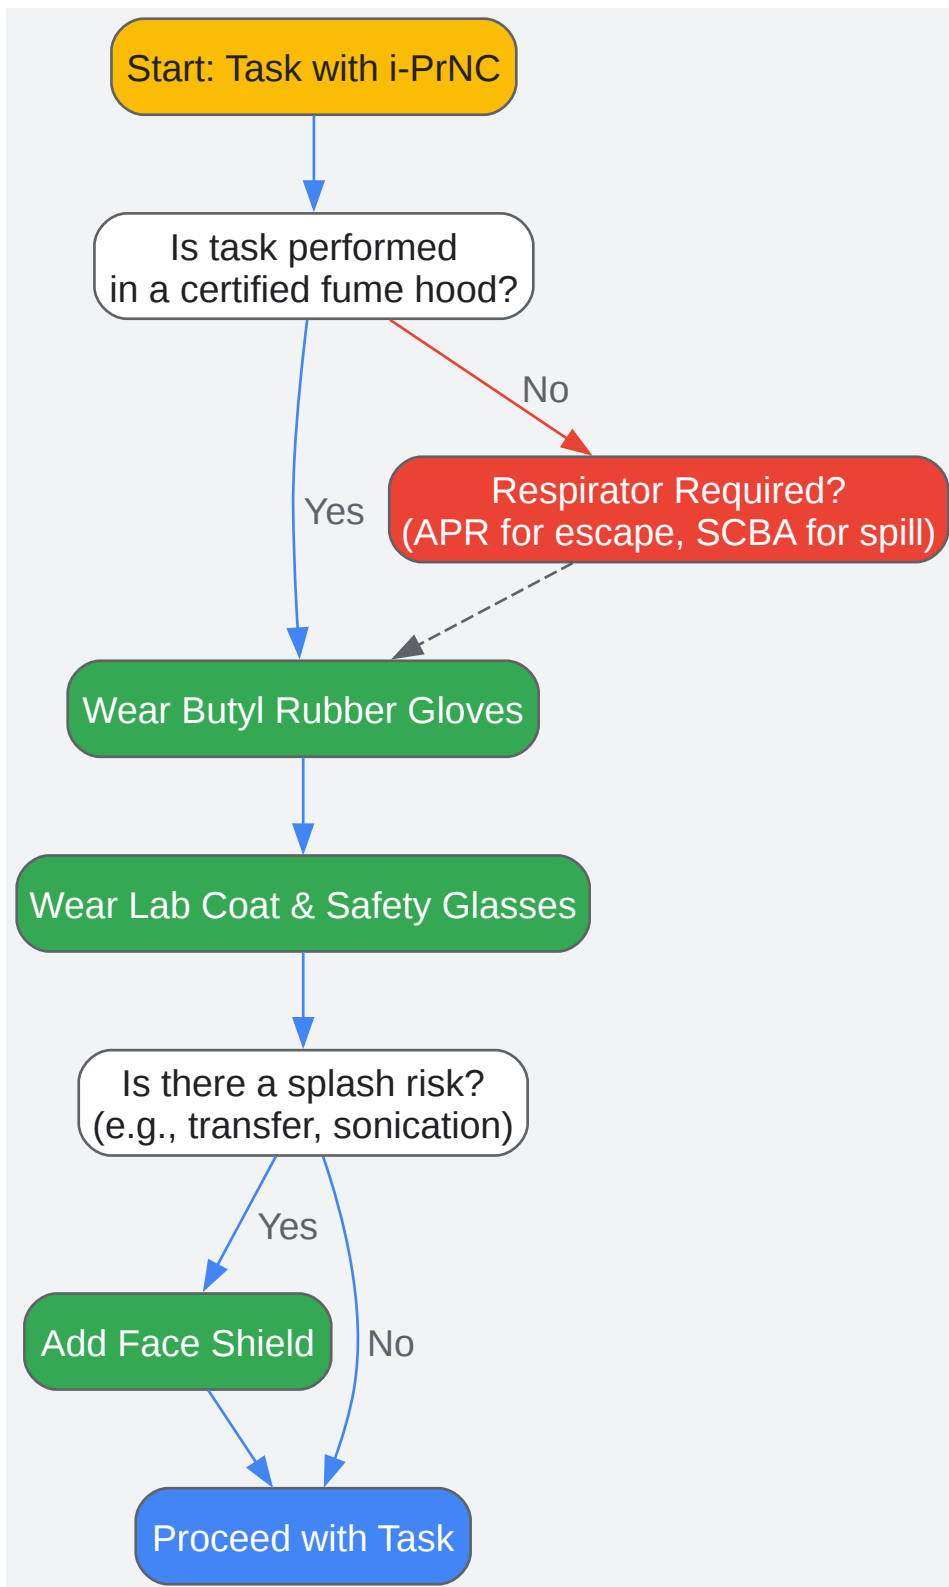 Start: Task with i-PrNC
Is task performed
in a certified fume hood?
No
Respirator Required?
(APR for escape, SCBA for spill)
Yes
Wear Butyl Rubber Gloves
Wear Lab Coat & Safety Glasses
Is there a splash risk?
(e.g., transfer, sonication)
Yes
Add Face Shield
No
Proceed with Task